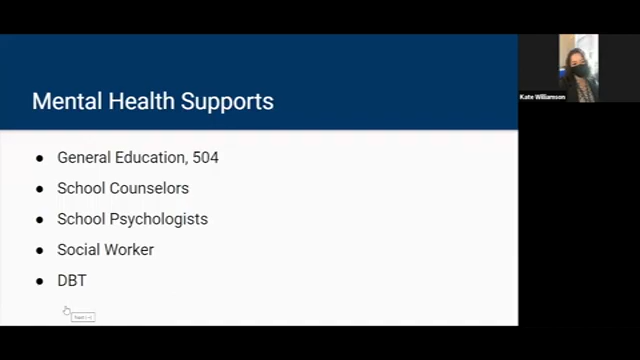 Mental Health Supports
Kate Williamson
● General Education, 504
● School Counselors
● School Psychologists
● Social Worker
● DBT